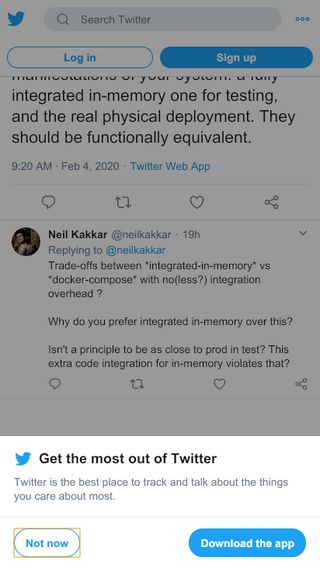 Search Twitter
Log in
Sign up
manifestations of your system: a fully
integrated in-memory one for testing,
and the real physical deployment. They
should be functionally equivalent.
9:20 AM · Feb 4, 2020 · Twitter Web App
Neil Kakkar @neilkakkar · 19h
Replying to @neilkakkar
Trade-offs between *integrated-in-memory* vs
*docker-compose* with no(less?) integration
overhead ?
Why do you prefer integrated in-memory over this?
Isn't a principle to be as close to prod in test? This
extra code integration for in-memory violates that?
Get the most out of Twitter
Twitter is the best place to track and talk about the things
you care about most.
Not now
Download the app